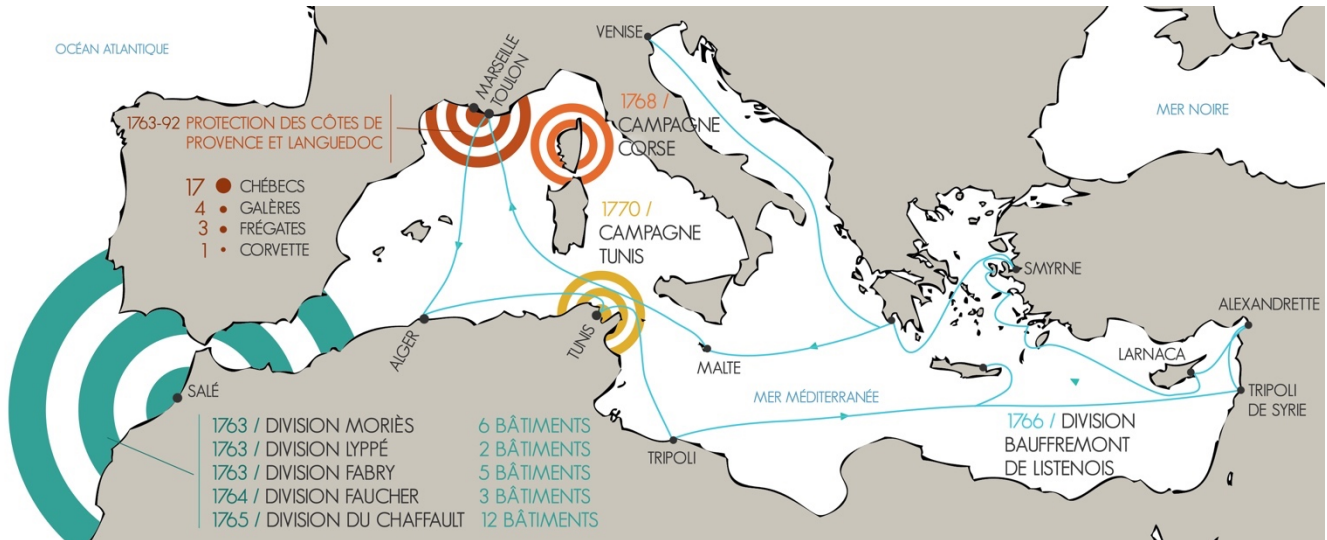 OCÉAN ATLANTIQUE
VENISE
MER NOIRE
MARSEILLE
TOULON
1763-92 PROTECTION DES CÔTES DE
PROVENCE ET LANGUEDOC
17 CHÉBECS
4 GALÈRES
3 FRÉGATES
1 CORVETTE
1768 /
CAMPAGNE
CORSE
1770 /
CAMPAGNE
TUNIS
SMYRNE
ALEXANDRETTE
LARNACA
TRIPOLI
DE SYRIE
ALGER
TUNIS
MALTE
SALÉ
MER MÉDITERRANÉE
TRIPOLI
1766 / DIVISION
BAUFFREMONT
DE LISTENOIS
1763 / DIVISION MORIÈS 6 BÂTIMENTS
1763 / DIVISION LYPPÉ 2 BÂTIMENTS
1763 / DIVISION FABRY 5 BÂTIMENTS
1764 / DIVISION FAUCHER 3 BÂTIMENTS
1765 / DIVISION DU CHAFFAULT 12 BÂTIMENTS